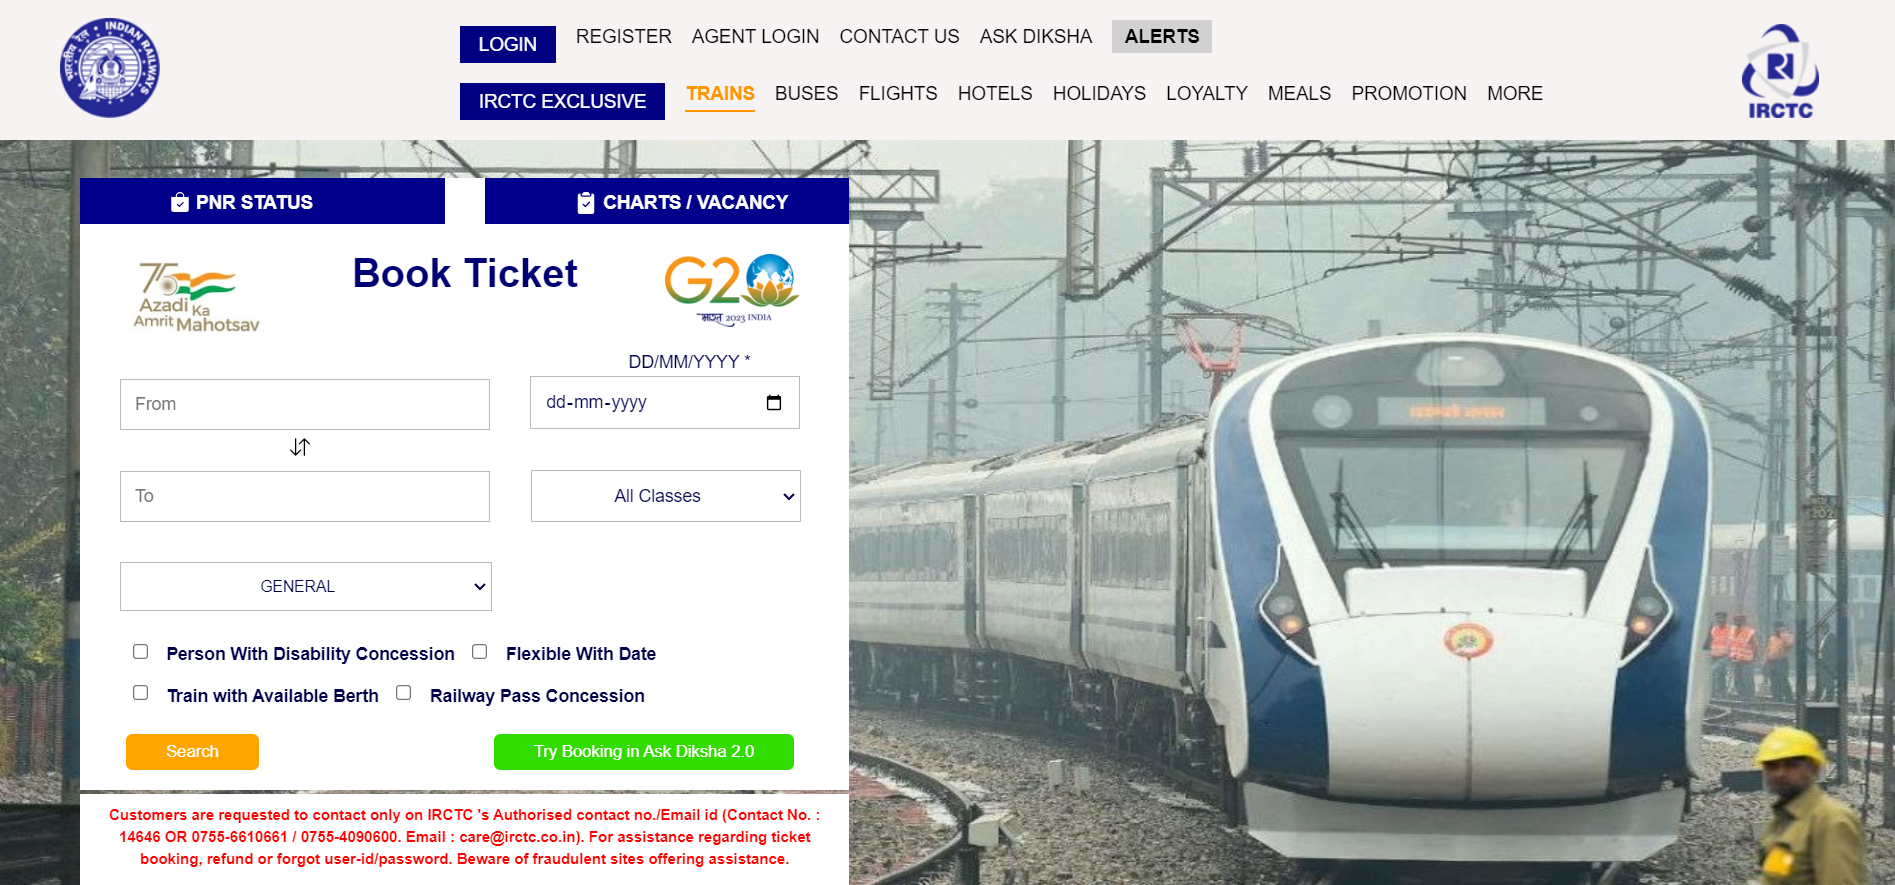 LOGIN REGISTER AGENT LOGIN CONTACT US ASK DIKSHA ALERTS
IRCTC EXCLUSIVE TRAINS BUSES FLIGHTS HOTELS HOLIDAYS LOYALTY MEALS PROMOTION MORE
भारतीय रेल INDIAN RAILWAYS
IRCTC
PNR STATUS
CHARTS / VACANCY
75
Azadi Ka
Amrit Mahotsav
Book Ticket
G20
भारत 2023 INDIA
DD/MM/YYYY *
From
dd-mm-yyyy
To
All Classes
GENERAL
Person With Disability Concession Flexible With Date
Train with Available Berth Railway Pass Concession
Search
Try Booking in Ask Diksha 2.0
Customers are requested to contact only on IRCTC 's Authorised contact no./Email id (Contact No. :
14646 OR 0755-6610661 / 0755-4090600. Email : care@irctc.co.in). For assistance regarding ticket
booking, refund or forgot user-id/password. Beware of fraudulent sites offering assistance.